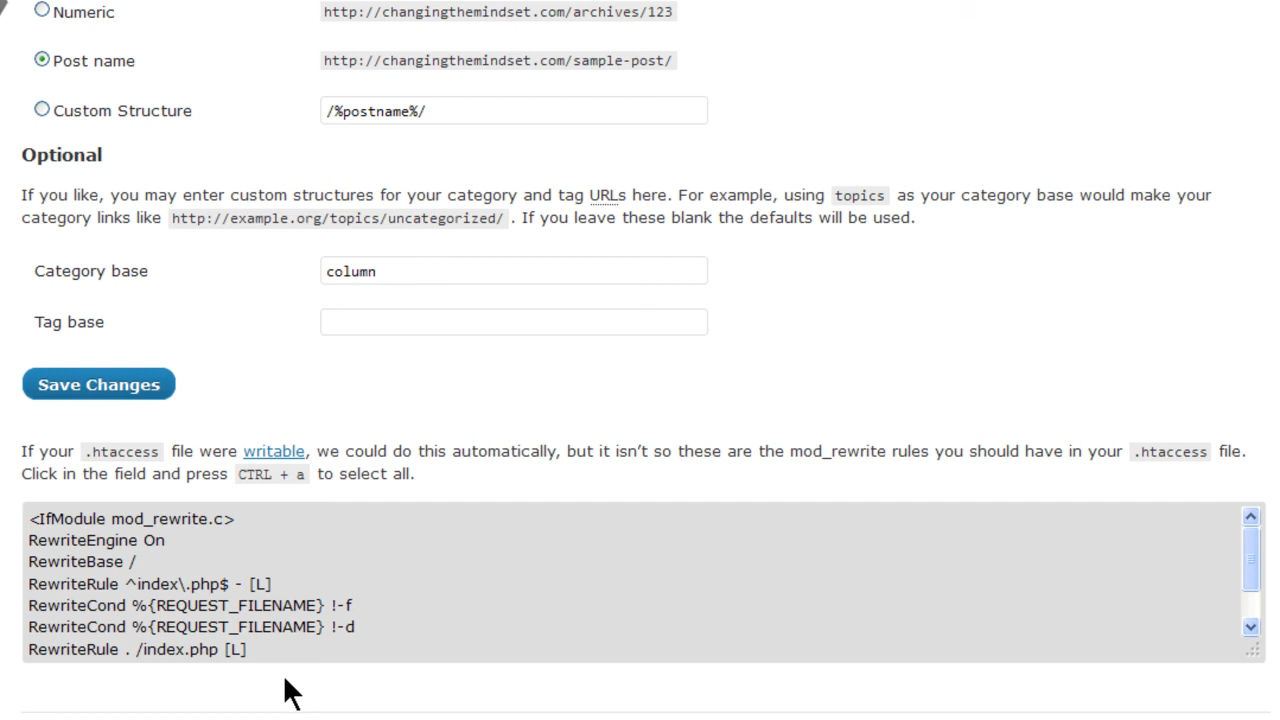 Numeric http://changingthemindset.com/archives/123
Post name http://changingthemindset.com/sample-post/
Custom Structure /%postname%/
Optional
If you like, you may enter custom structures for your category and tag URLs here. For example, using topics as your category base would make your
category links like http://example.org/topics/uncategorized/ . If you leave these blank the defaults will be used.
Category base column
Tag base
Save Changes
If your .htaccess file were writable, we could do this automatically, but it isn't so these are the mod_rewrite rules you should have in your .htaccess file.
Click in the field and press CTRL + a to select all.
<IfModule mod_rewrite.c>
RewriteEngine On
RewriteBase /
RewriteRule ^index\.php$ - [L]
RewriteCond %{REQUEST_FILENAME} !-f
RewriteCond %{REQUEST_FILENAME} !-d
RewriteRule . /index.php [L]